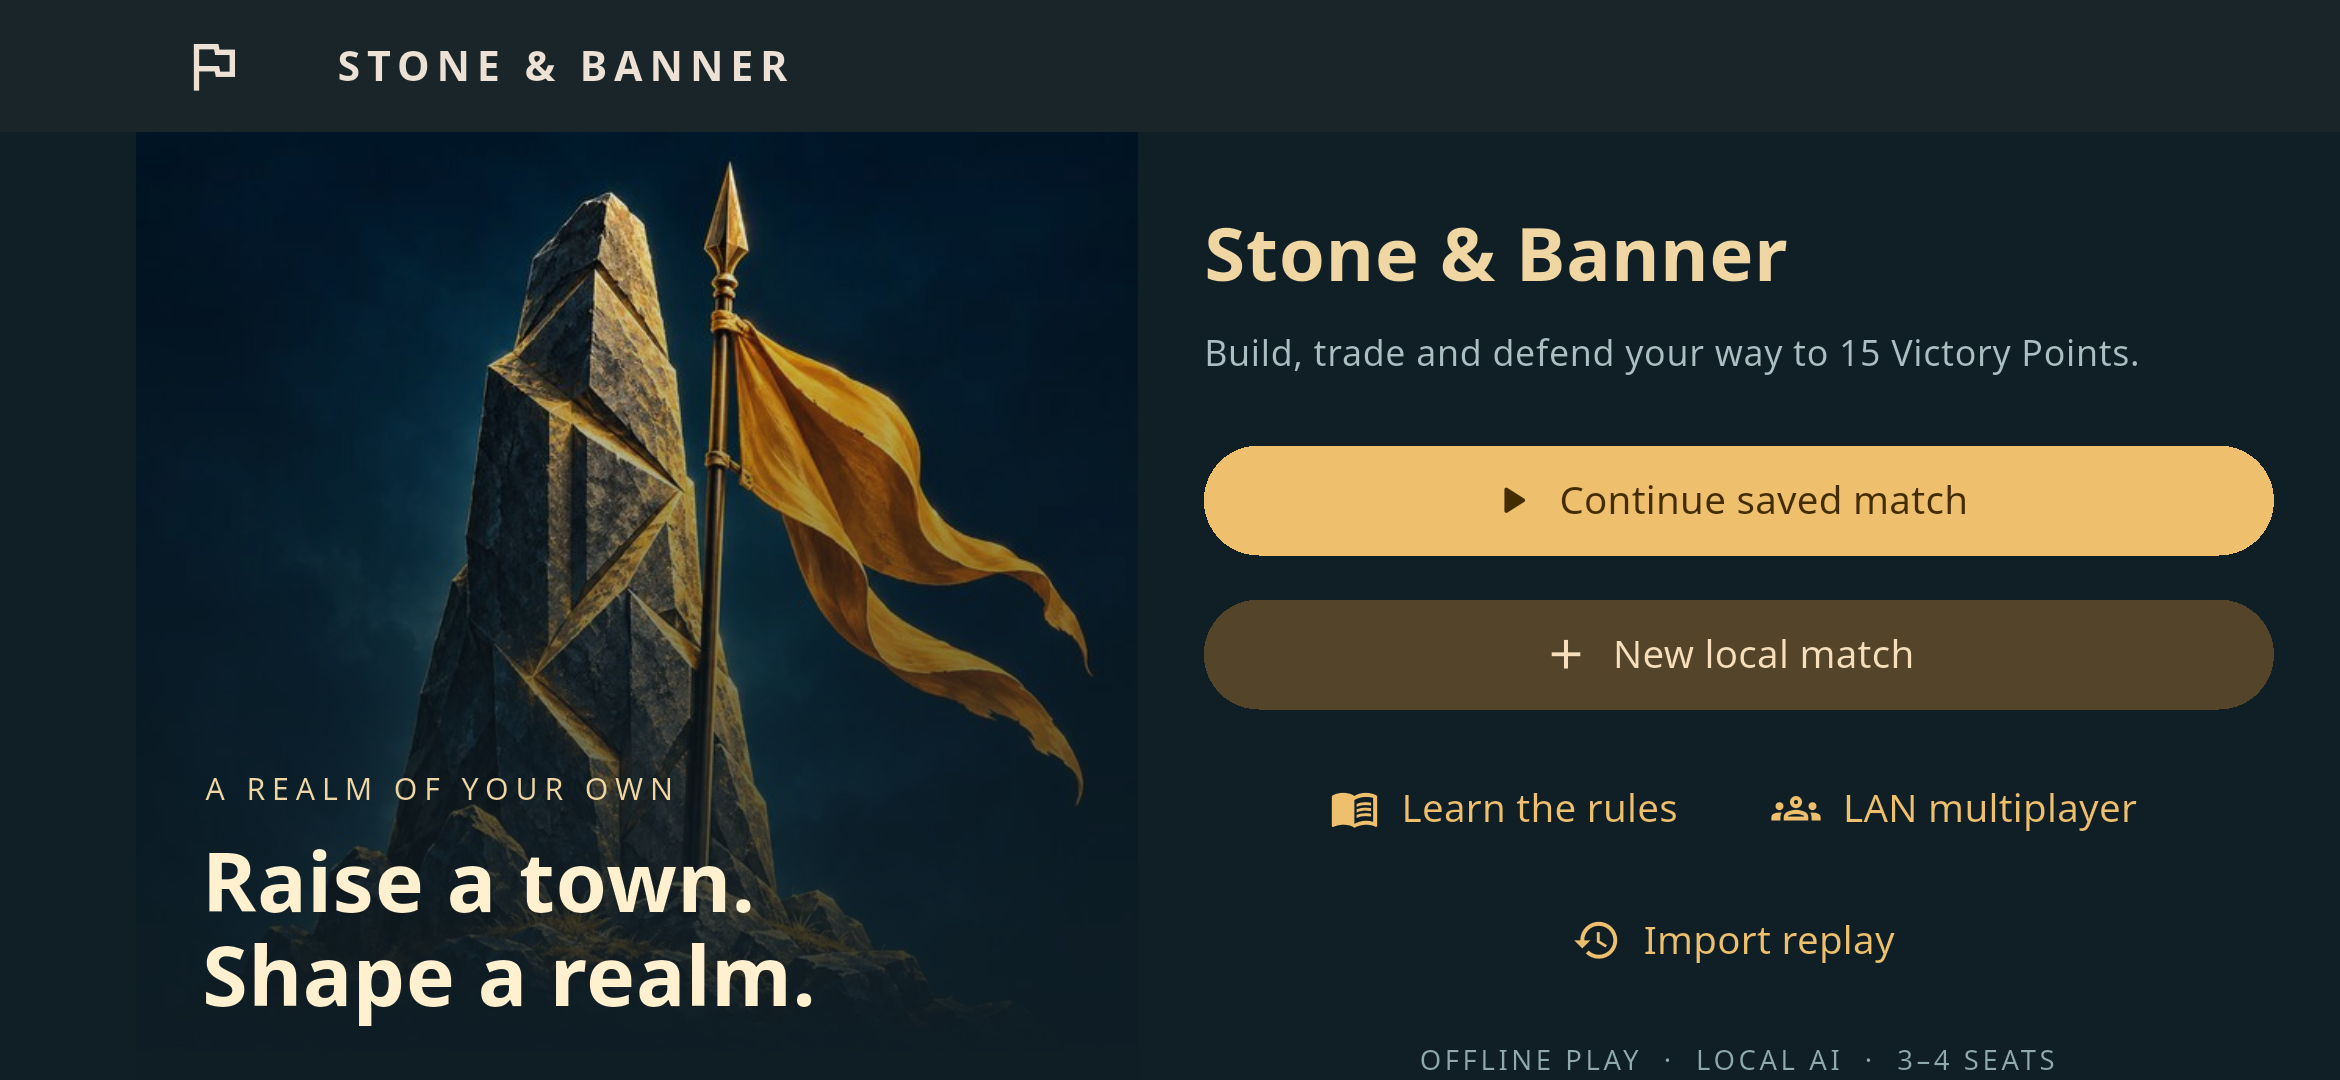 STONE & BANNER
A REALM OF YOUR OWN
Raise a town.
Shape a realm.
Stone & Banner
Build, trade and defend your way to 15 Victory Points.
Continue saved match
New local match
Learn the rules
LAN multiplayer
Import replay
OFFLINE PLAY · LOCAL AI · 3–4 SEATS